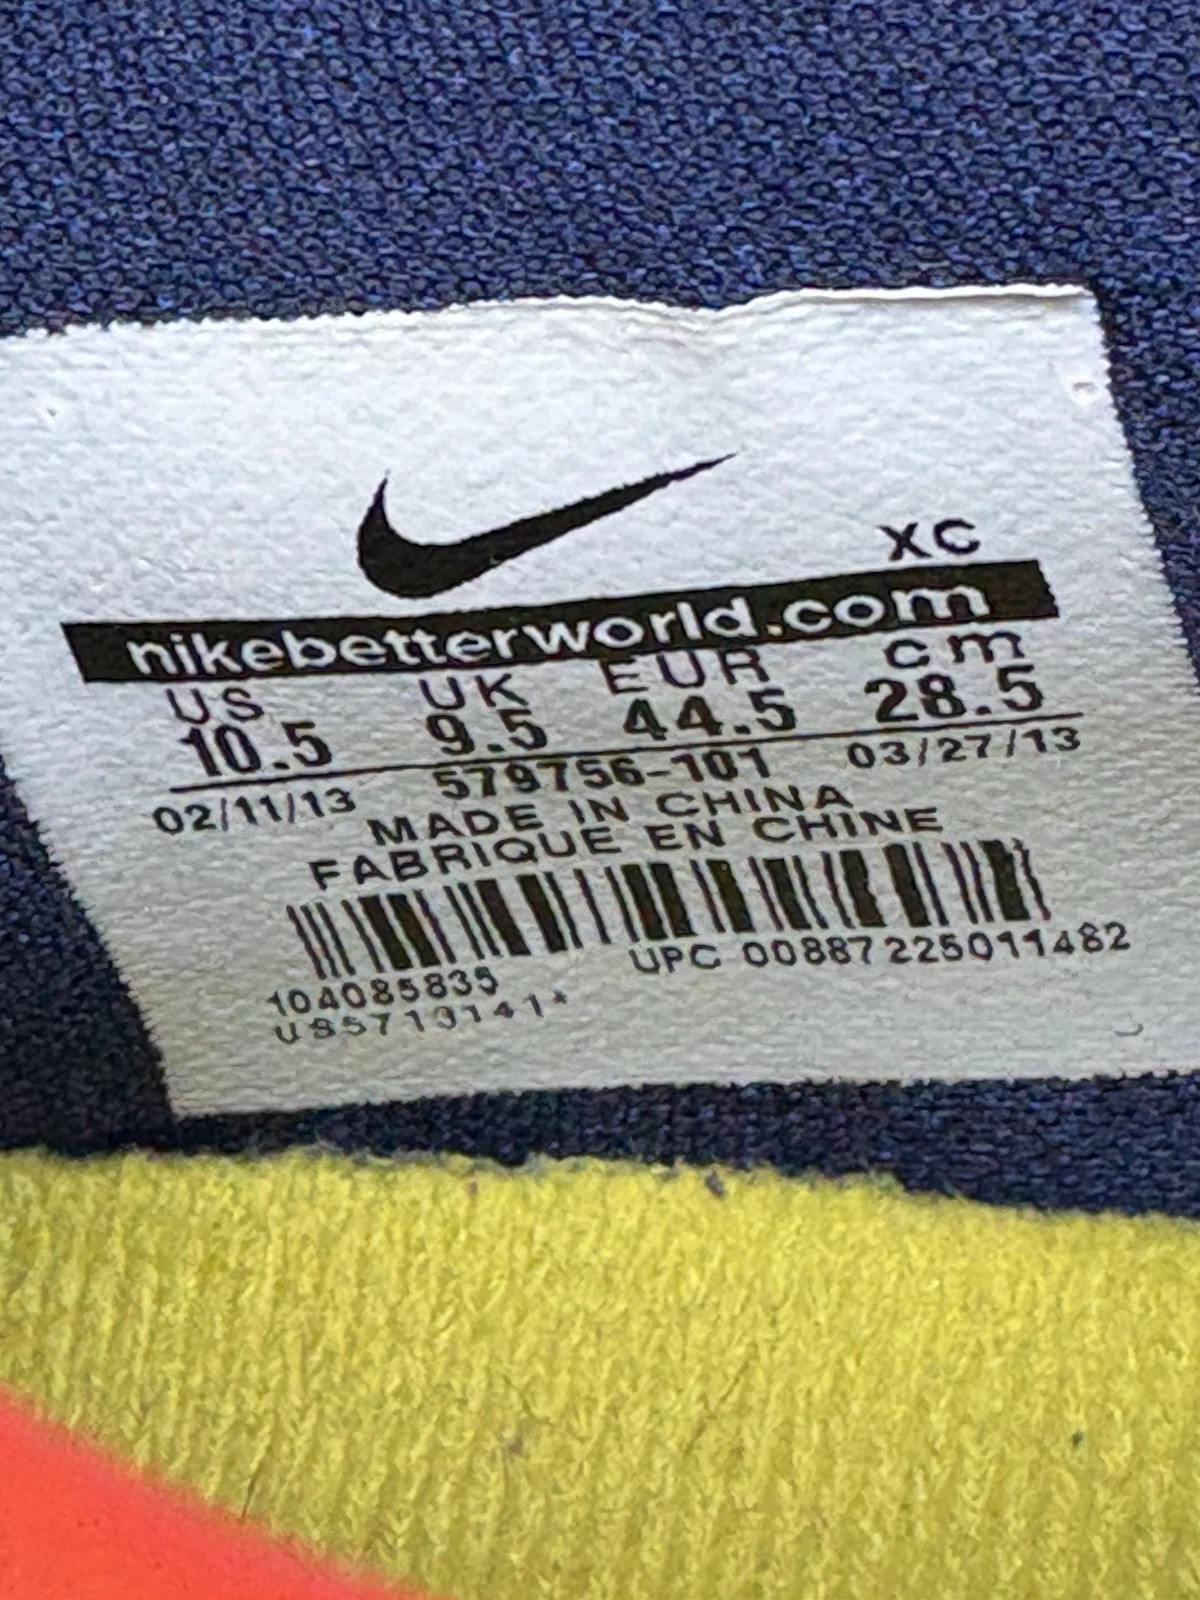 XC
nikebetterworld.com
US UK EUR cm
10.5 9.5 44.5 28.5
02/11/13 579756-101 03/27/13
MADE IN CHINA
FABRIQUE EN CHINE
104085835 UPC 00887225011482
US5713141*